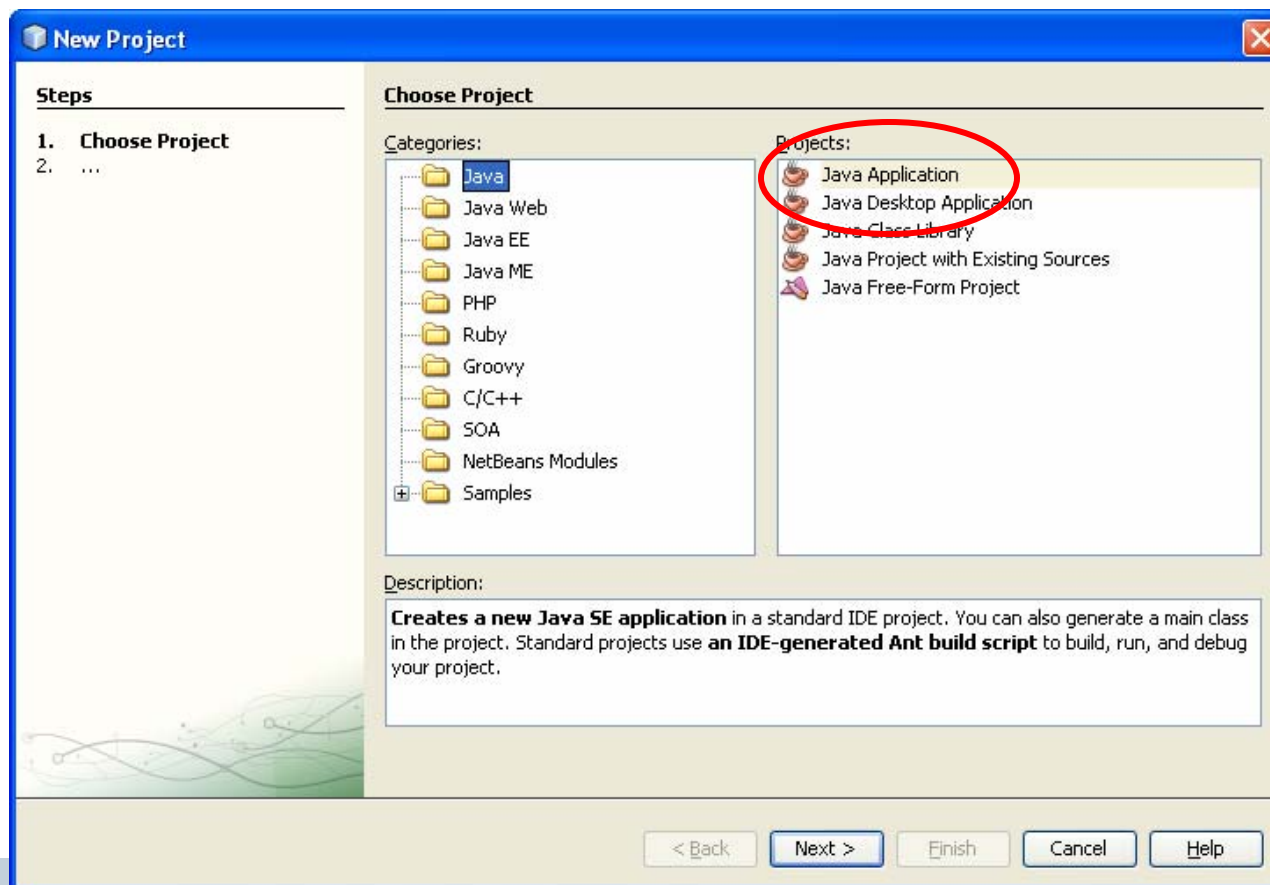 New Project
Steps
1. Choose Project
2. ...
Choose Project
Categories:
Java
Java Web
Java EE
Java ME
PHP
Ruby
Groovy
C/C++
SOA
NetBeans Modules
Samples
Projects:
Java Application
Java Desktop Application
Java Class Library
Java Project with Existing Sources
Java Free-Form Project
Description:
Creates a new Java SE application in a standard IDE project. You can also generate a main class
in the project. Standard projects use an IDE-generated Ant build script to build, run, and debug
your project.
< Back
Next >
Finish
Cancel
Help